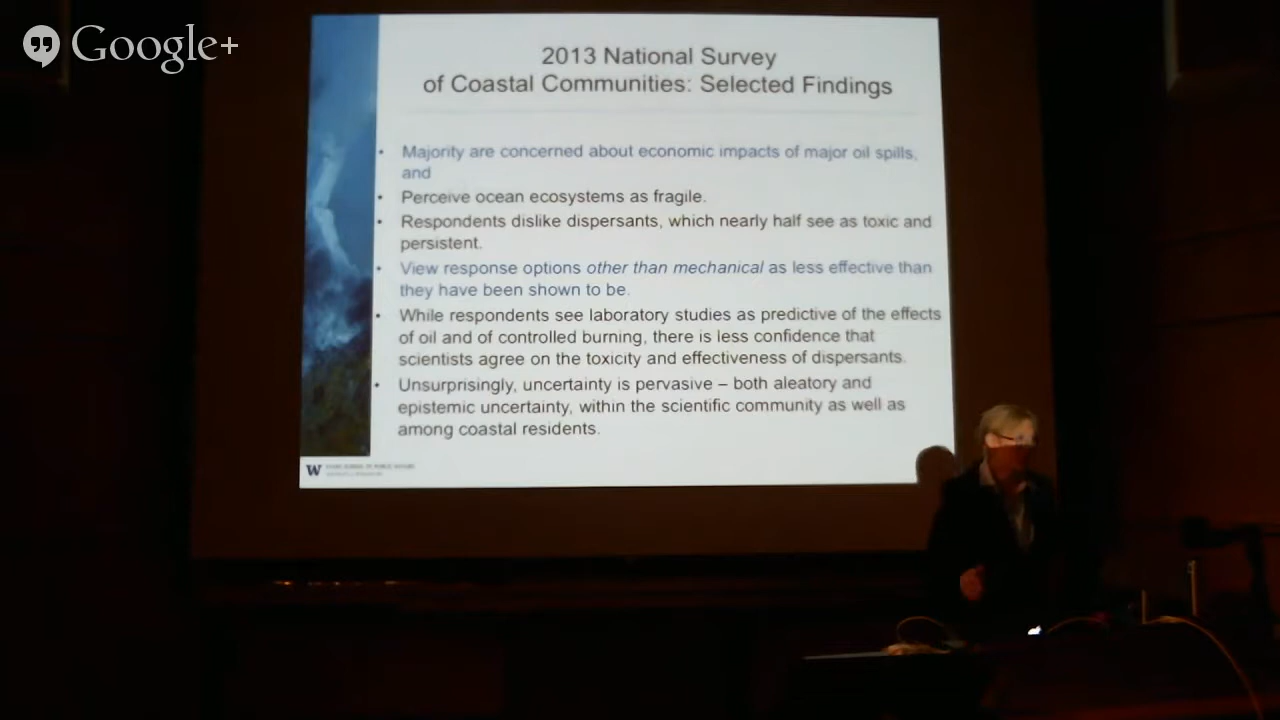 Google+
2013 National Survey
of Coastal Communities: Selected Findings
• Majority are concerned about economic impacts of major oil spills,
and
• Perceive ocean ecosystems as fragile.
• Respondents dislike dispersants, which nearly half see as toxic and
persistent.
• View response options other than mechanical as less effective than
they have been shown to be.
• While respondents see laboratory studies as predictive of the effects
of oil and of controlled burning, there is less confidence that
scientists agree on the toxicity and effectiveness of dispersants.
• Unsurprisingly, uncertainty is pervasive – both aleatory and
epistemic uncertainty, within the scientific community as well as
among coastal residents.
W